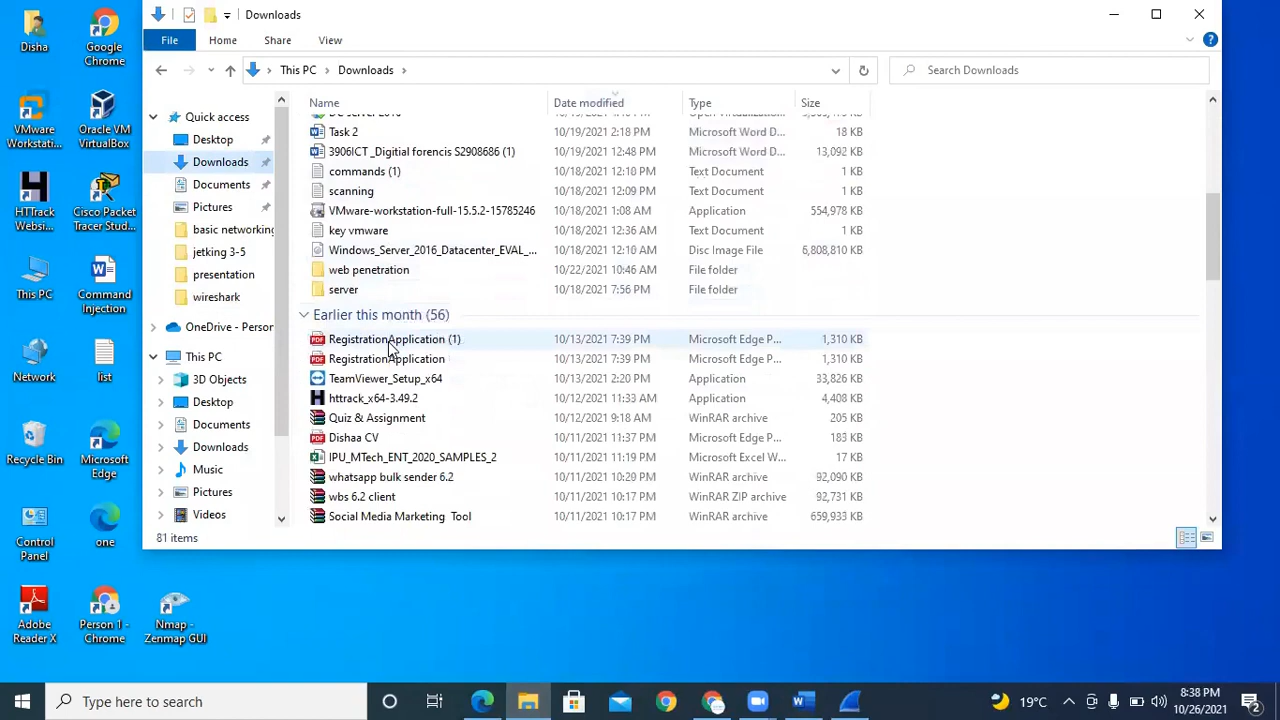 Downloads
File Home Share View
This PC Downloads Search Downloads
Name Date modified Type Size
Task 2 10/19/2021 2:18 PM Microsoft Word D... 18 KB
3906ICT _Digitial forencis S2908686 (1) 10/19/2021 12:48 PM Microsoft Word D... 13,092 KB
commands (1) 10/18/2021 12:18 PM Text Document 1 KB
scanning 10/18/2021 12:09 PM Text Document 1 KB
VMware-workstation-full-15.5.2-15785246 10/18/2021 1:08 AM Application 554,978 KB
key vmware 10/18/2021 12:36 AM Text Document 1 KB
Windows_Server_2016_Datacenter_EVAL_... 10/18/2021 12:10 AM Disc Image File 6,808,810 KB
web penetration 10/22/2021 10:46 AM File folder
server 10/18/2021 7:56 PM File folder
Earlier this month (56)
RegistrationApplication (1) 10/13/2021 7:39 PM Microsoft Edge P... 1,310 KB
RegistrationApplication 10/13/2021 7:39 PM Microsoft Edge P... 1,310 KB
TeamViewer_Setup_x64 10/13/2021 2:20 PM Application 33,826 KB
httrack_x64-3.49.2 10/12/2021 11:33 AM Application 4,408 KB
Quiz & Assignment 10/12/2021 9:18 AM WinRAR archive 205 KB
Dishaa CV 10/11/2021 11:37 PM Microsoft Edge P... 183 KB
IPU_MTech_ENT_2020_SAMPLES_2 10/11/2021 11:19 PM Microsoft Excel W... 17 KB
whatsapp bulk sender 6.2 10/11/2021 10:29 PM WinRAR archive 92,090 KB
wbs 6.2 client 10/11/2021 10:17 PM WinRAR ZIP archive 92,731 KB
Social Media Marketing Tool 10/11/2021 10:17 PM WinRAR archive 659,933 KB
81 items
Quick access
Desktop
Downloads
Documents
Pictures
basic networking
jetking 3-5
presentation
wireshark
OneDrive - Person
This PC
3D Objects
Desktop
Documents
Downloads
Music
Pictures
Videos
Disha
Google
Chrome
VMware
Workstati...
Oracle VM
VirtualBox
HTTrack
Websi...
Cisco Packet
Tracer Stud...
This PC
Command
Injection
Network
list
Recycle Bin
Microsoft
Edge
Control
Panel
one
Adobe
Reader X
Person 1 -
Chrome
Nmap -
Zenmap GUI
Type here to search
19°C
8:38 PM
10/26/2021
2